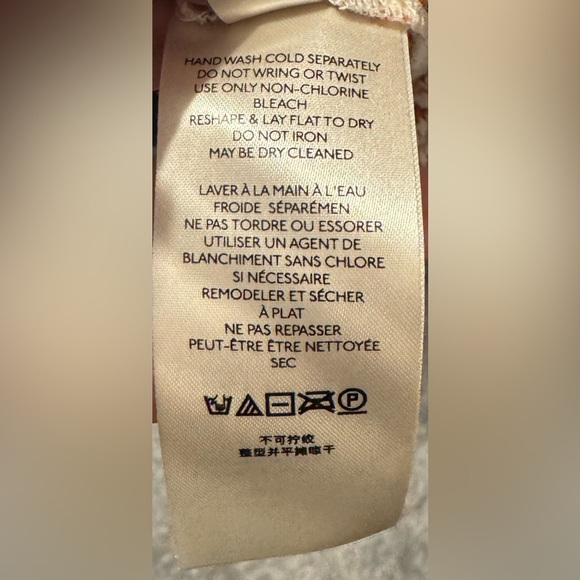 HAND WASH COLD SEPARATELY
DO NOT WRING OR TWIST
USE ONLY NON-CHLORINE
BLEACH
RESHAPE & LAY FLAT TO DRY
DO NOT IRON
MAY BE DRY CLEANED
LAVER À LA MAIN À L'EAU
FROIDE SÉPARÉMEN
NE PAS TORDRE OU ESSORER
UTILISER UN AGENT DE
BLANCHIMENT SANS CHLORE
SI NÉCESSAIRE
REMODELER ET SÉCHER
À PLAT
NE PAS REPASSER
PEUT-ÊTRE ÊTRE NETTOYÉE
SEC
P
不可拧绞
整型并平摊晾干